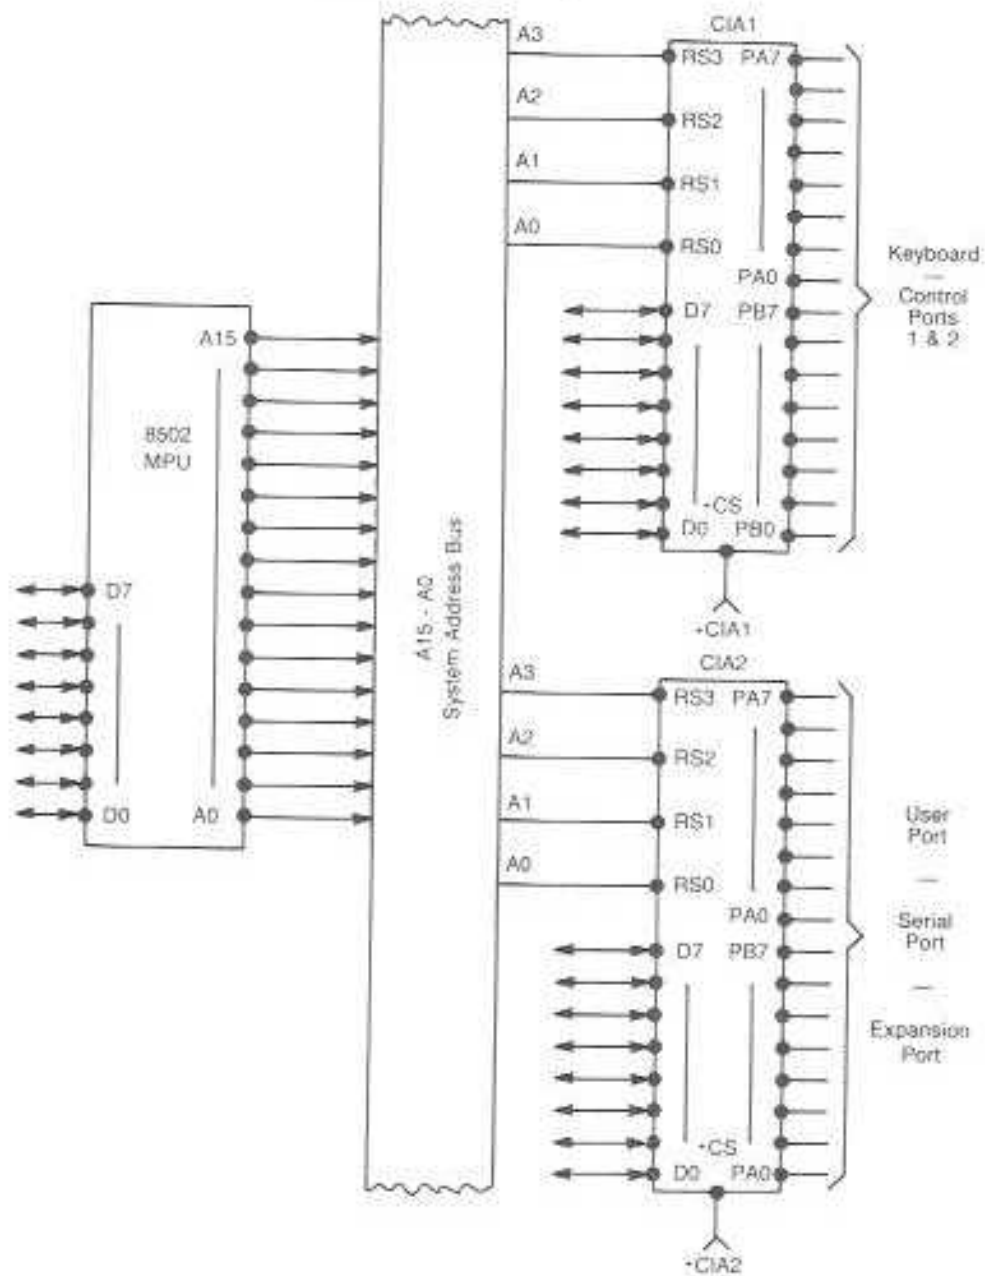 CIA1
A3
RS3 PA7
A2
RS2
A1
RS1
A0
RS0
PA0
D7 PB7
*CS
D0 PB0
*CIA1
Keyboard
—
Control
Ports
1 & 2
A15
8502
MPU
D7
D0
A0
A15 - A0
System Address Bus
CIA2
A3
RS3 PA7
A2
RS2
A1
RS1
A0
RS0
PA0
D7 PB7
*CS
D0 PA0
*CIA2
User
Port
—
Serial
Port
—
Expansion
Port